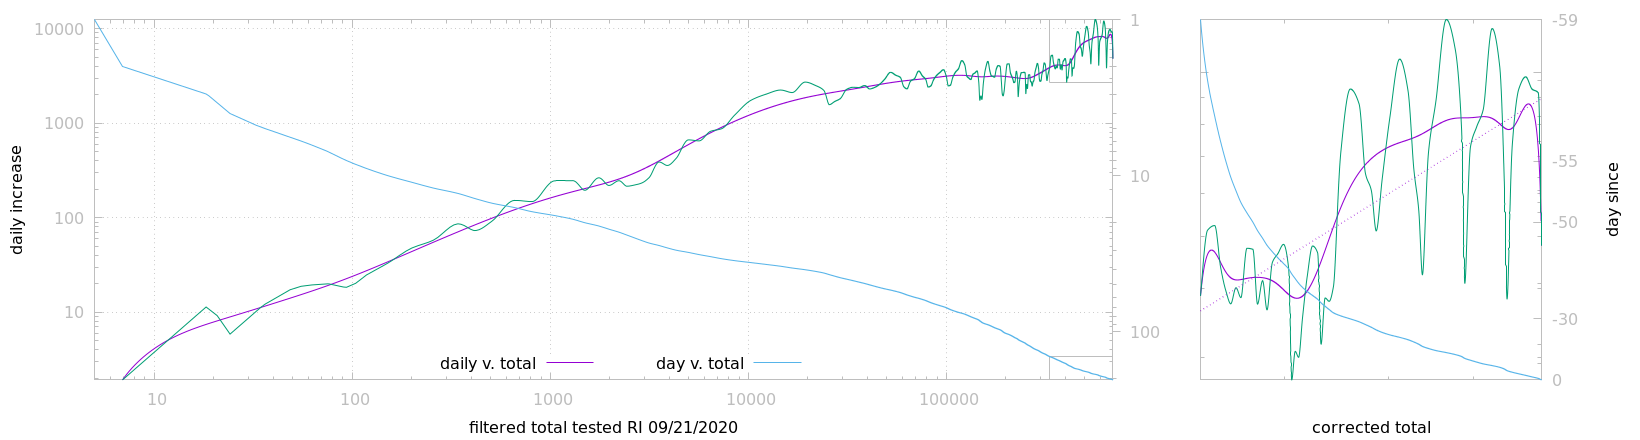 10000
1000
100
10
daily increase
1
10
100
daily v. total
day v. total
10
100
1000
10000
100000
filtered total tested RI 09/21/2020
-59
-55
-50
-30
0
day since
corrected total